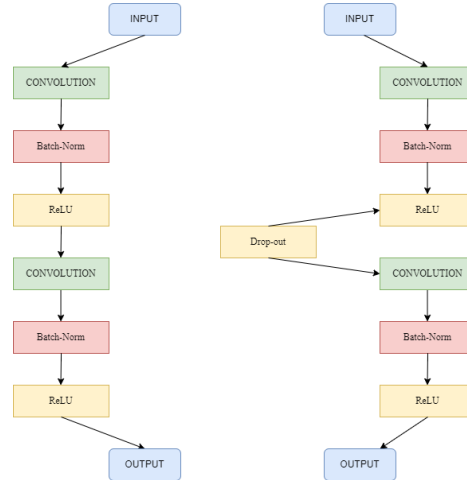 INPUT
CONVOLUTION
Batch-Norm
ReLU
CONVOLUTION
Batch-Norm
ReLU
OUTPUT
INPUT
CONVOLUTION
Batch-Norm
ReLU
Drop-out
CONVOLUTION
Batch-Norm
ReLU
OUTPUT